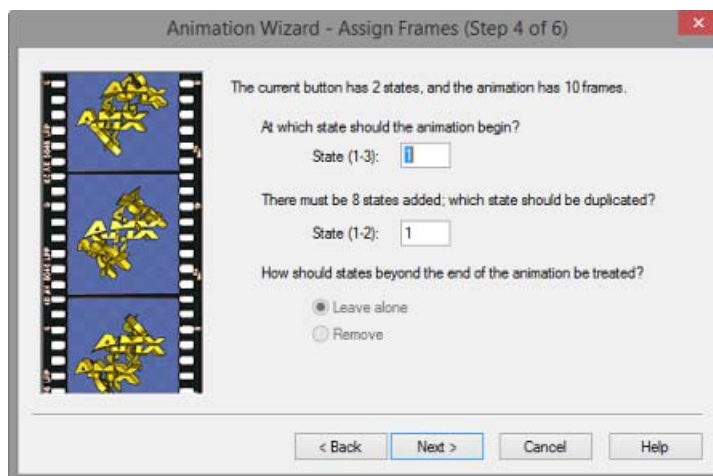 Animation Wizard - Assign Frames (Step 4 of 6)
The current button has 2 states, and the animation has 10 frames.
At which state should the animation begin?
State (1-3): 1
There must be 8 states added; which state should be duplicated?
State (1-2): 1
How should states beyond the end of the animation be treated?
Leave alone
Remove
AMX
AMX
AMX
< Back Next > Cancel Help